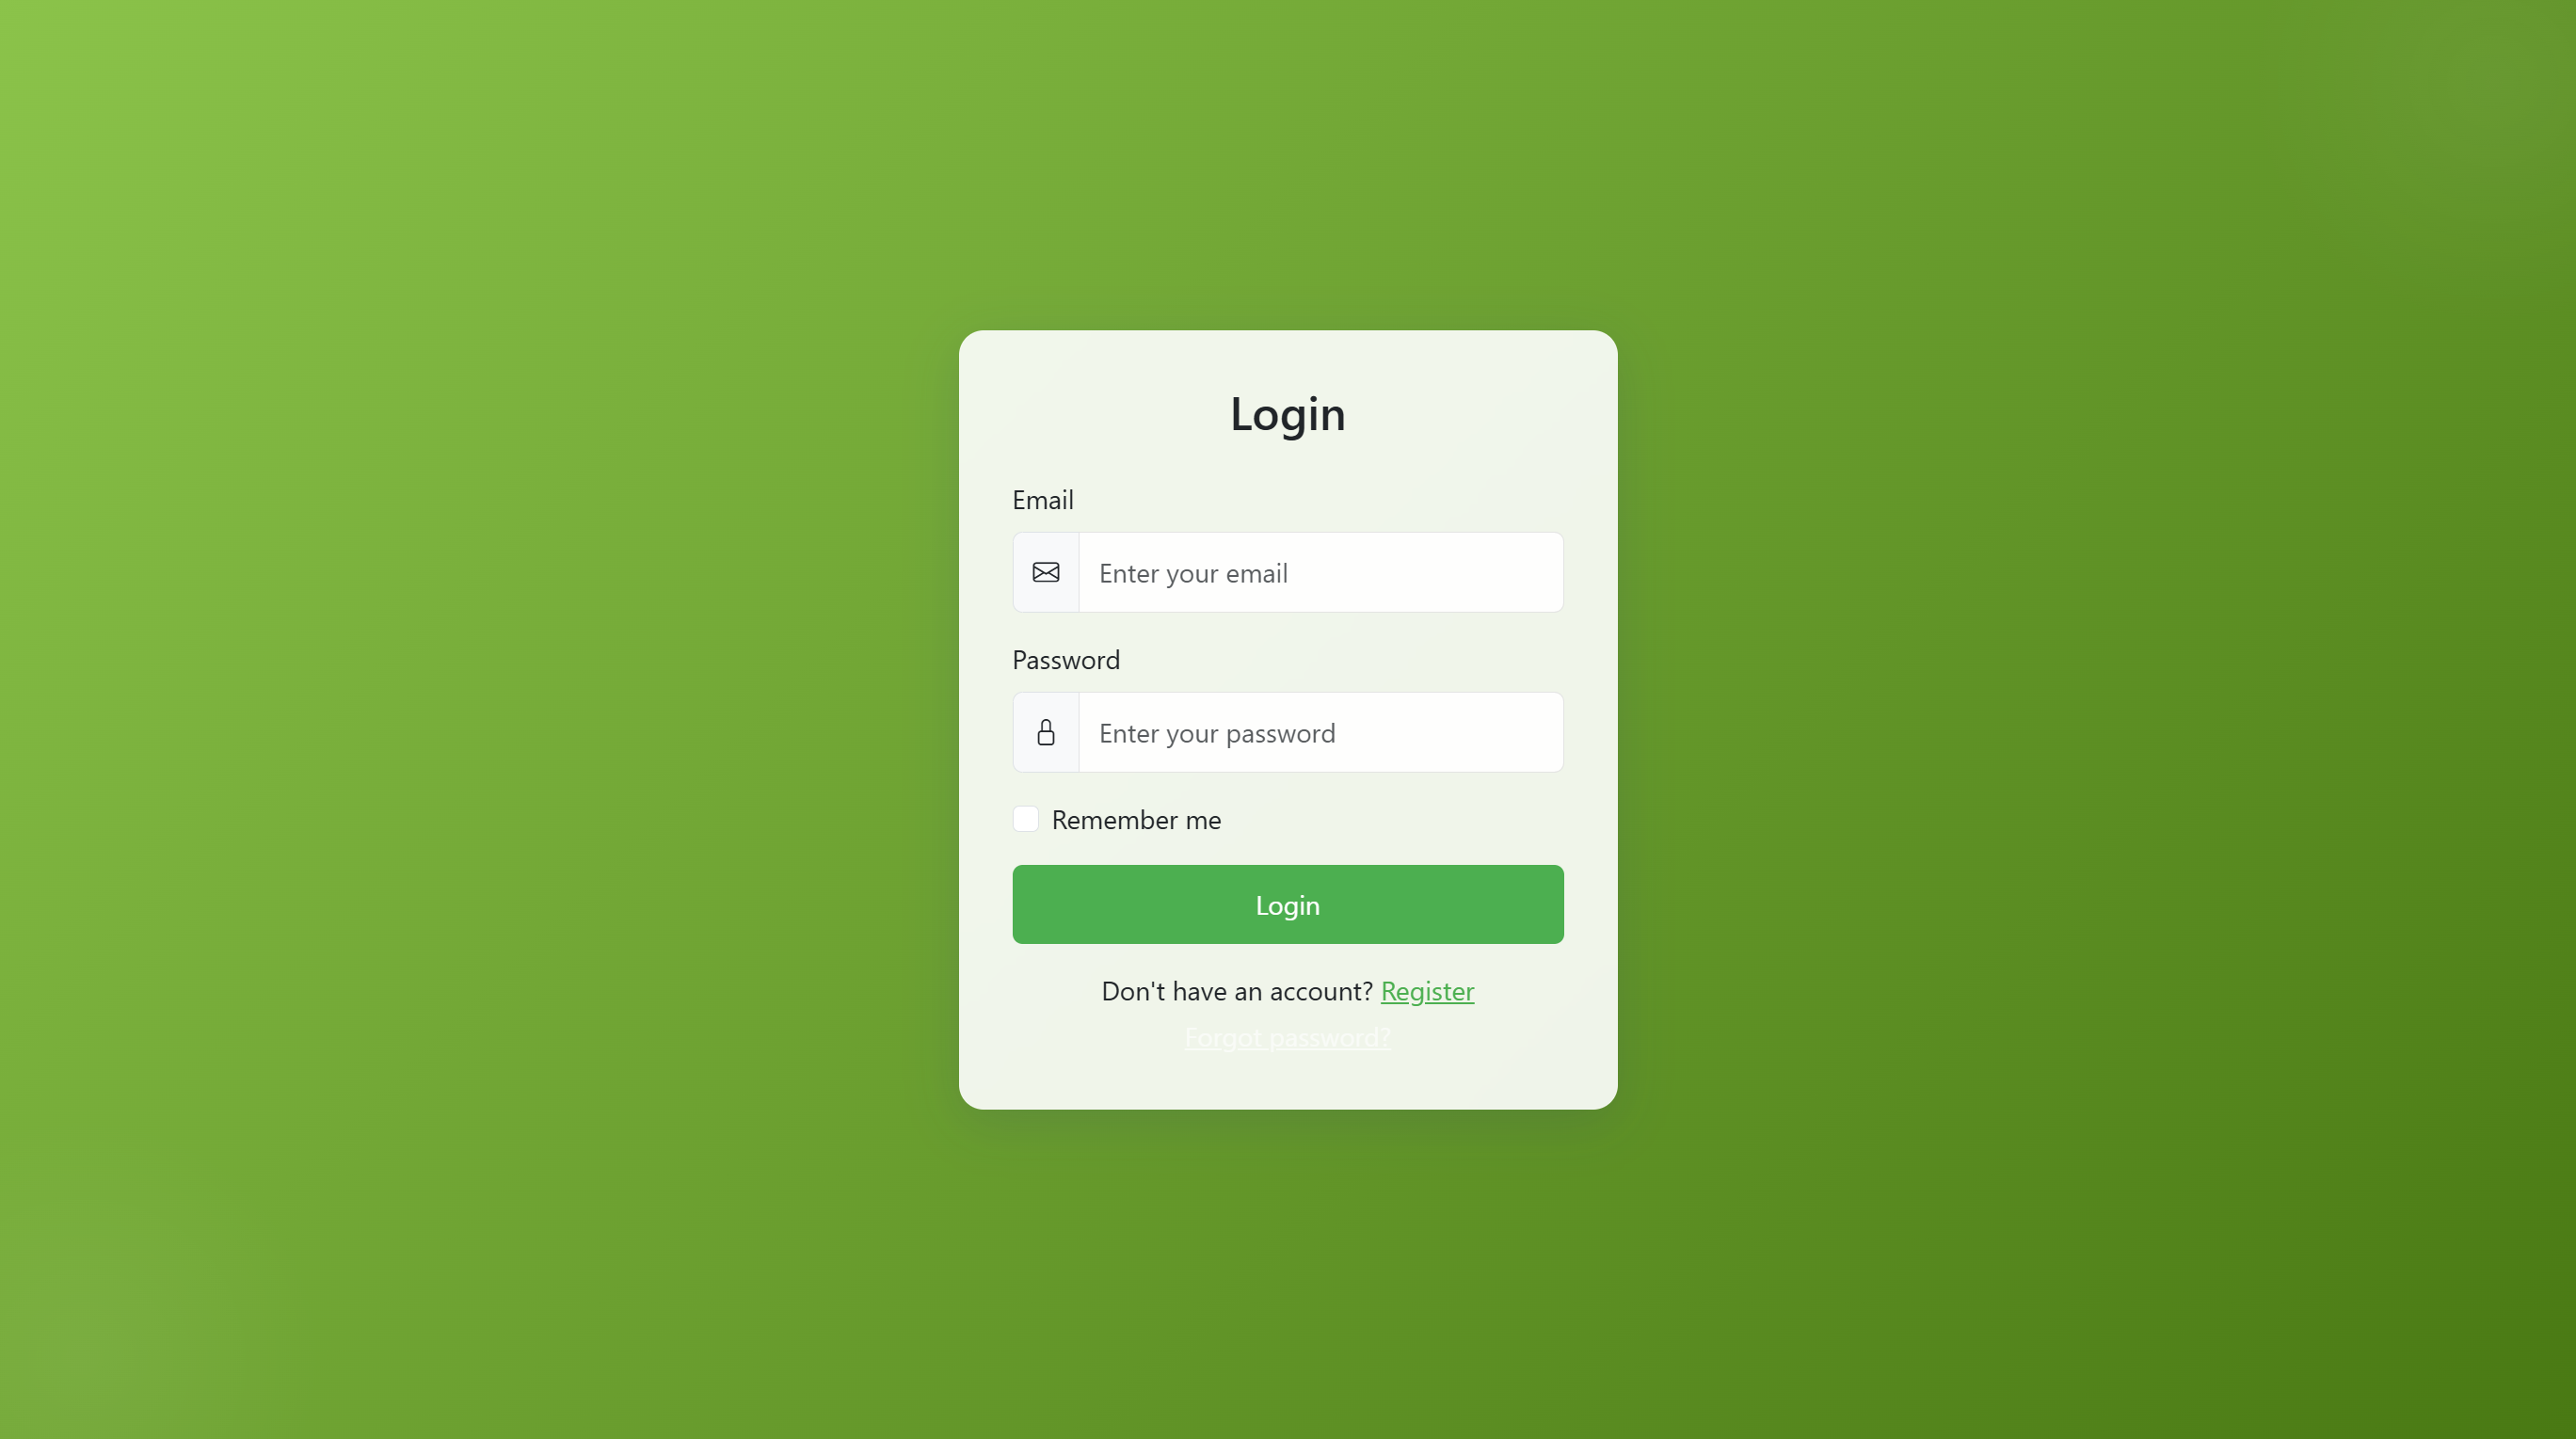 Login
Email
Enter your email
Password
Enter your password
Remember me
Login
Don't have an account? Register
Forgot password?